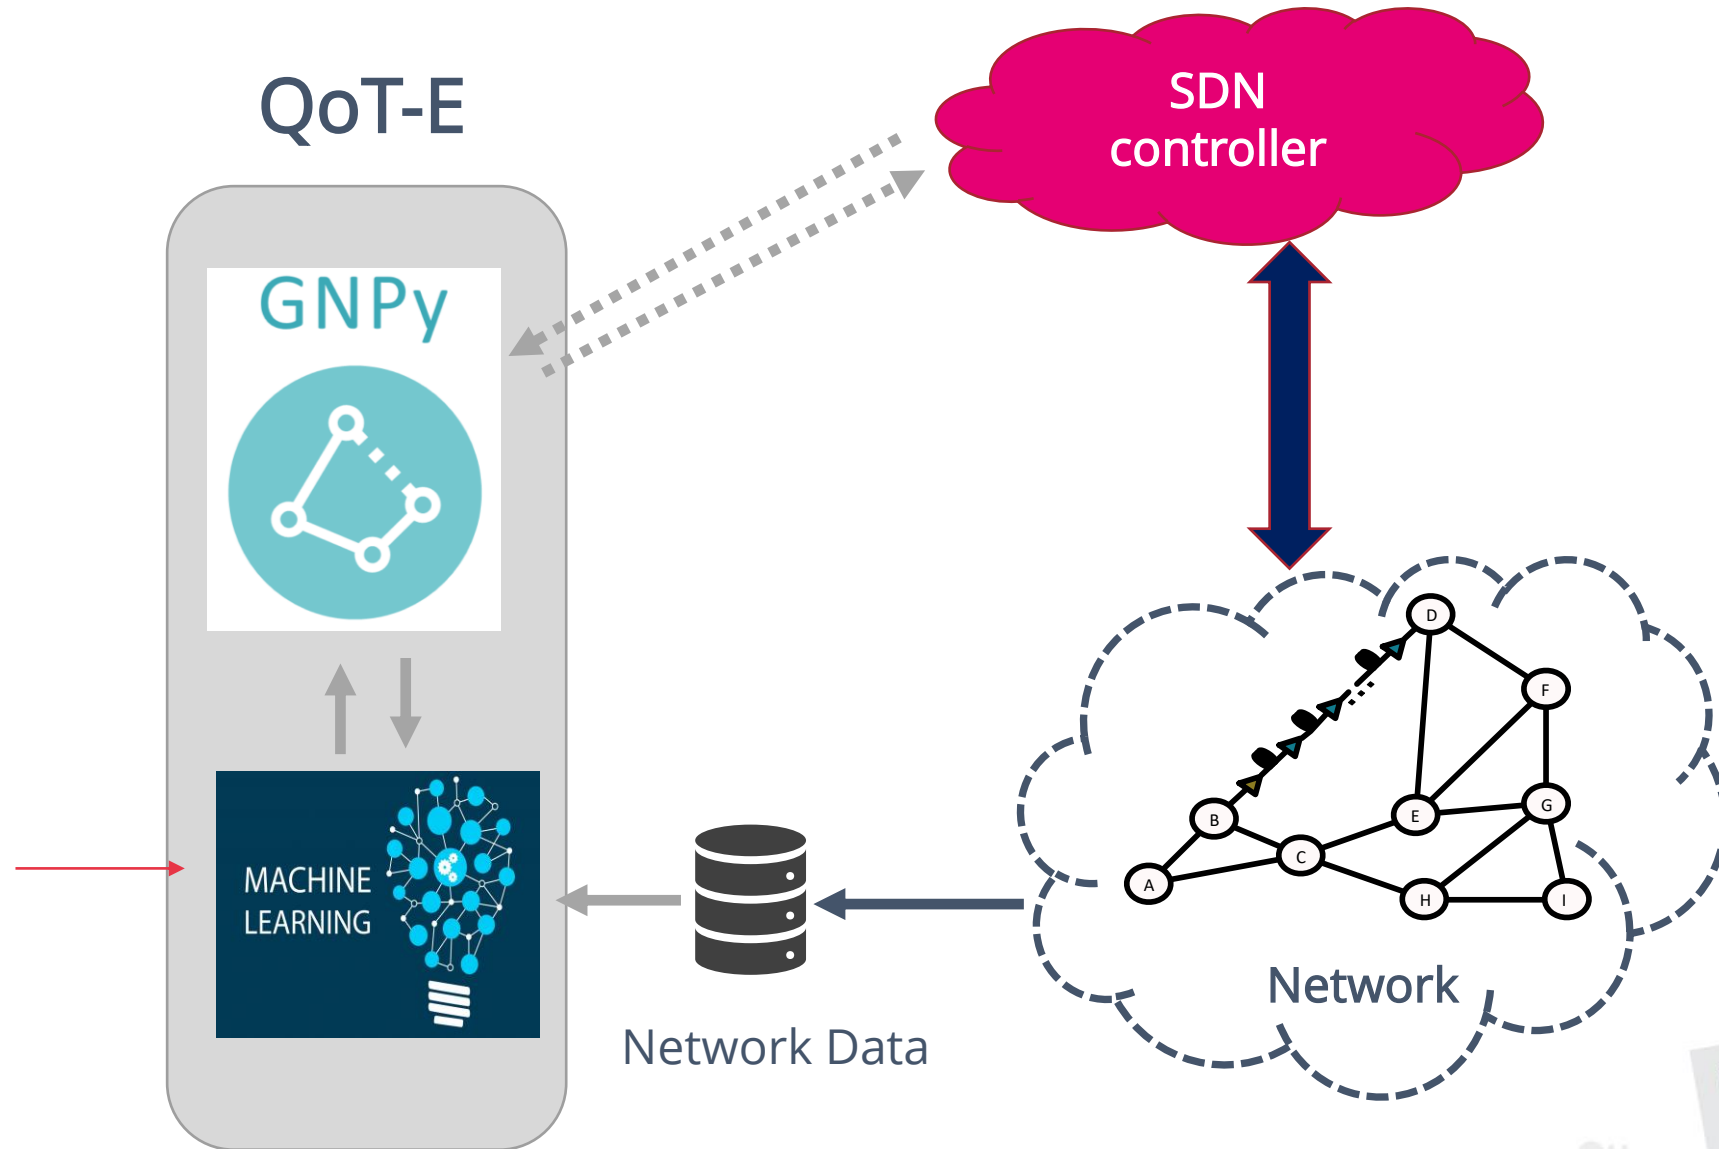 QoT-E
SDN
controller
GNPy
MACHINE
LEARNING
Network Data
D
F
B
E
G
C
A
H
I
Network